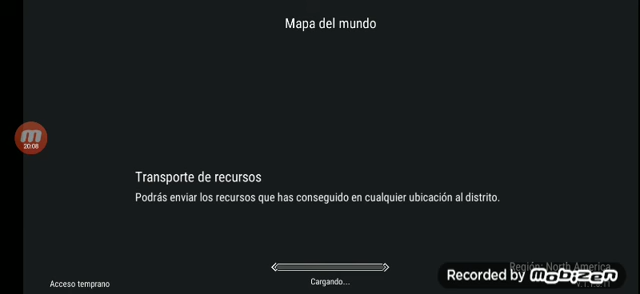 Mapa del mundo
20:08
Transporte de recursos
Podrás enviar los recursos que has conseguido en cualquier ubicación al distrito.
Región: North America
Recorded by Mobizen
Cargando...
Acceso temprano